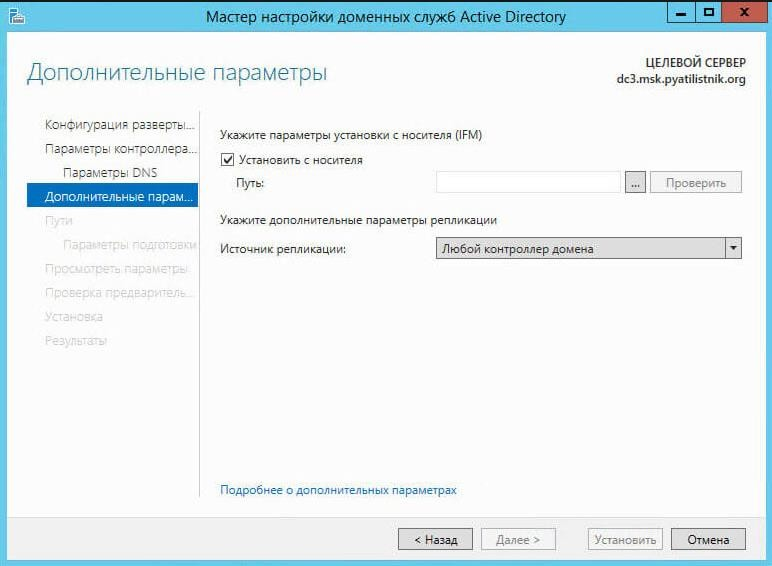 Мастер настройки доменных служб Active Directory
Дополнительные параметры
ЦЕЛЕВОЙ СЕРВЕР
dc3.msk.pyatilistnik.org
Конфигурация разверты...
Параметры контроллера...
Параметры DNS
Дополнительные парам...
Пути
Параметры подготовки
Просмотреть параметры
Проверка предваритель...
Установка
Результаты
Укажите параметры установки с носителя (IFM)
Установить с носителя
Путь:
...
Проверить
Укажите дополнительные параметры репликации
Источник репликации:
Любой контроллер домена
Подробнее о дополнительных параметрах
< Назад
Далее >
Установить
Отмена